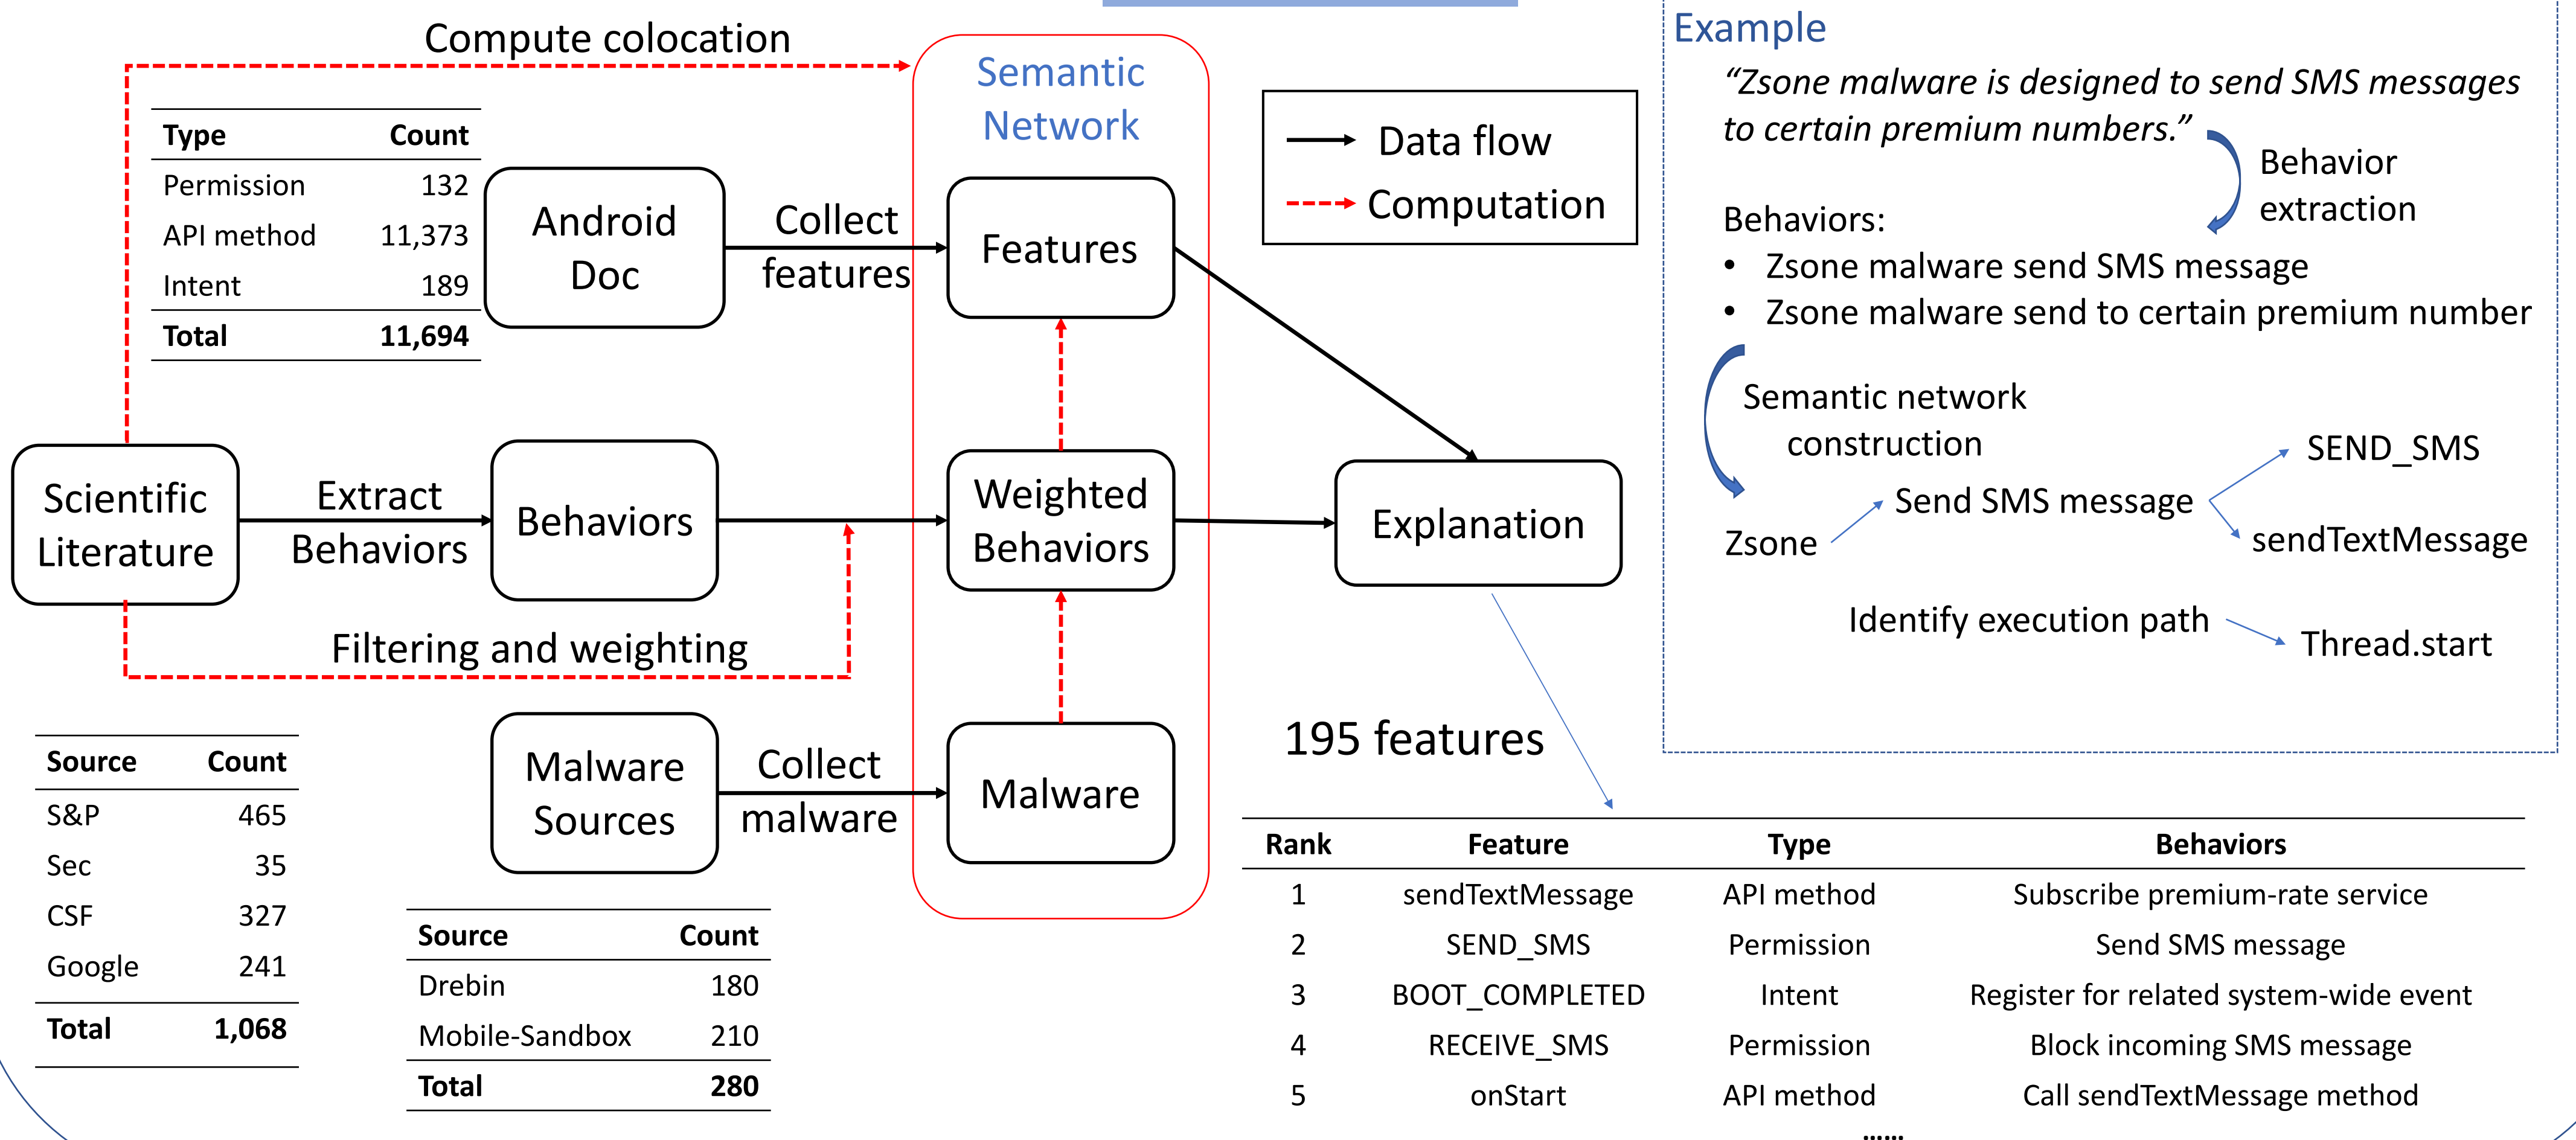 Compute colocation
Type Count
Permission 132
API method 11,373
Intent 189
Total 11,694
Android
Doc
Collect
features
Semantic
Network
Features
Data flow
Computation
Scientific
Literature
Extract
Behaviors
Behaviors
Weighted
Behaviors
Explanation
Filtering and weighting
Malware
Sources
Collect
malware
Malware
Source Count
S&P 465
Sec 35
CSF 327
Google 241
Total 1,068
Source Count
Drebin 180
Mobile-Sandbox 210
Total 280
Example
“Zsone malware is designed to send SMS messages
to certain premium numbers.”
Behavior
extraction
Behaviors:
• Zsone malware send SMS message
• Zsone malware send to certain premium number
Semantic network
construction
SEND_SMS
Send SMS message
Zsone
sendTextMessage
Identify execution path
Thread.start
195 features
Rank Feature Type Behaviors
1 sendTextMessage API method Subscribe premium-rate service
2 SEND_SMS Permission Send SMS message
3 BOOT_COMPLETED Intent Register for related system-wide event
4 RECEIVE_SMS Permission Block incoming SMS message
5 onStart API method Call sendTextMessage method
......